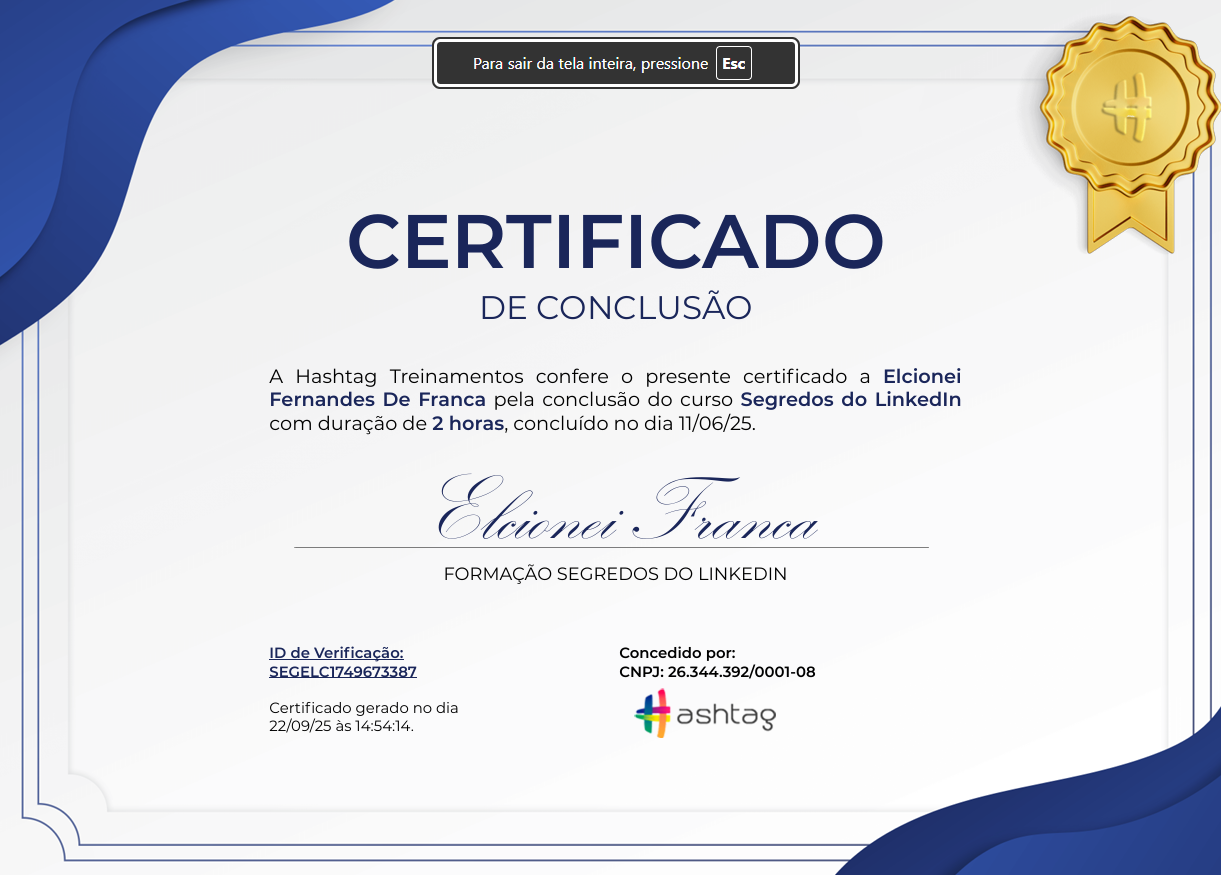 Para sair da tela inteira, pressione Esc
CERTIFICADO
DE CONCLUSÃO
A Hashtag Treinamentos confere o presente certificado a Elcionei
Fernandes De Franca pela conclusão do curso Segredos do LinkedIn
com duração de 2 horas, concluído no dia 11/06/25.
Elcionei Franca
FORMAÇÃO SEGREDOS DO LINKEDIN
ID de Verificação:
SEGELC1749673387
Certificado gerado no dia
22/09/25 às 14:54:14.
Concedido por:
CNPJ: 26.344.392/0001-08
ashtag